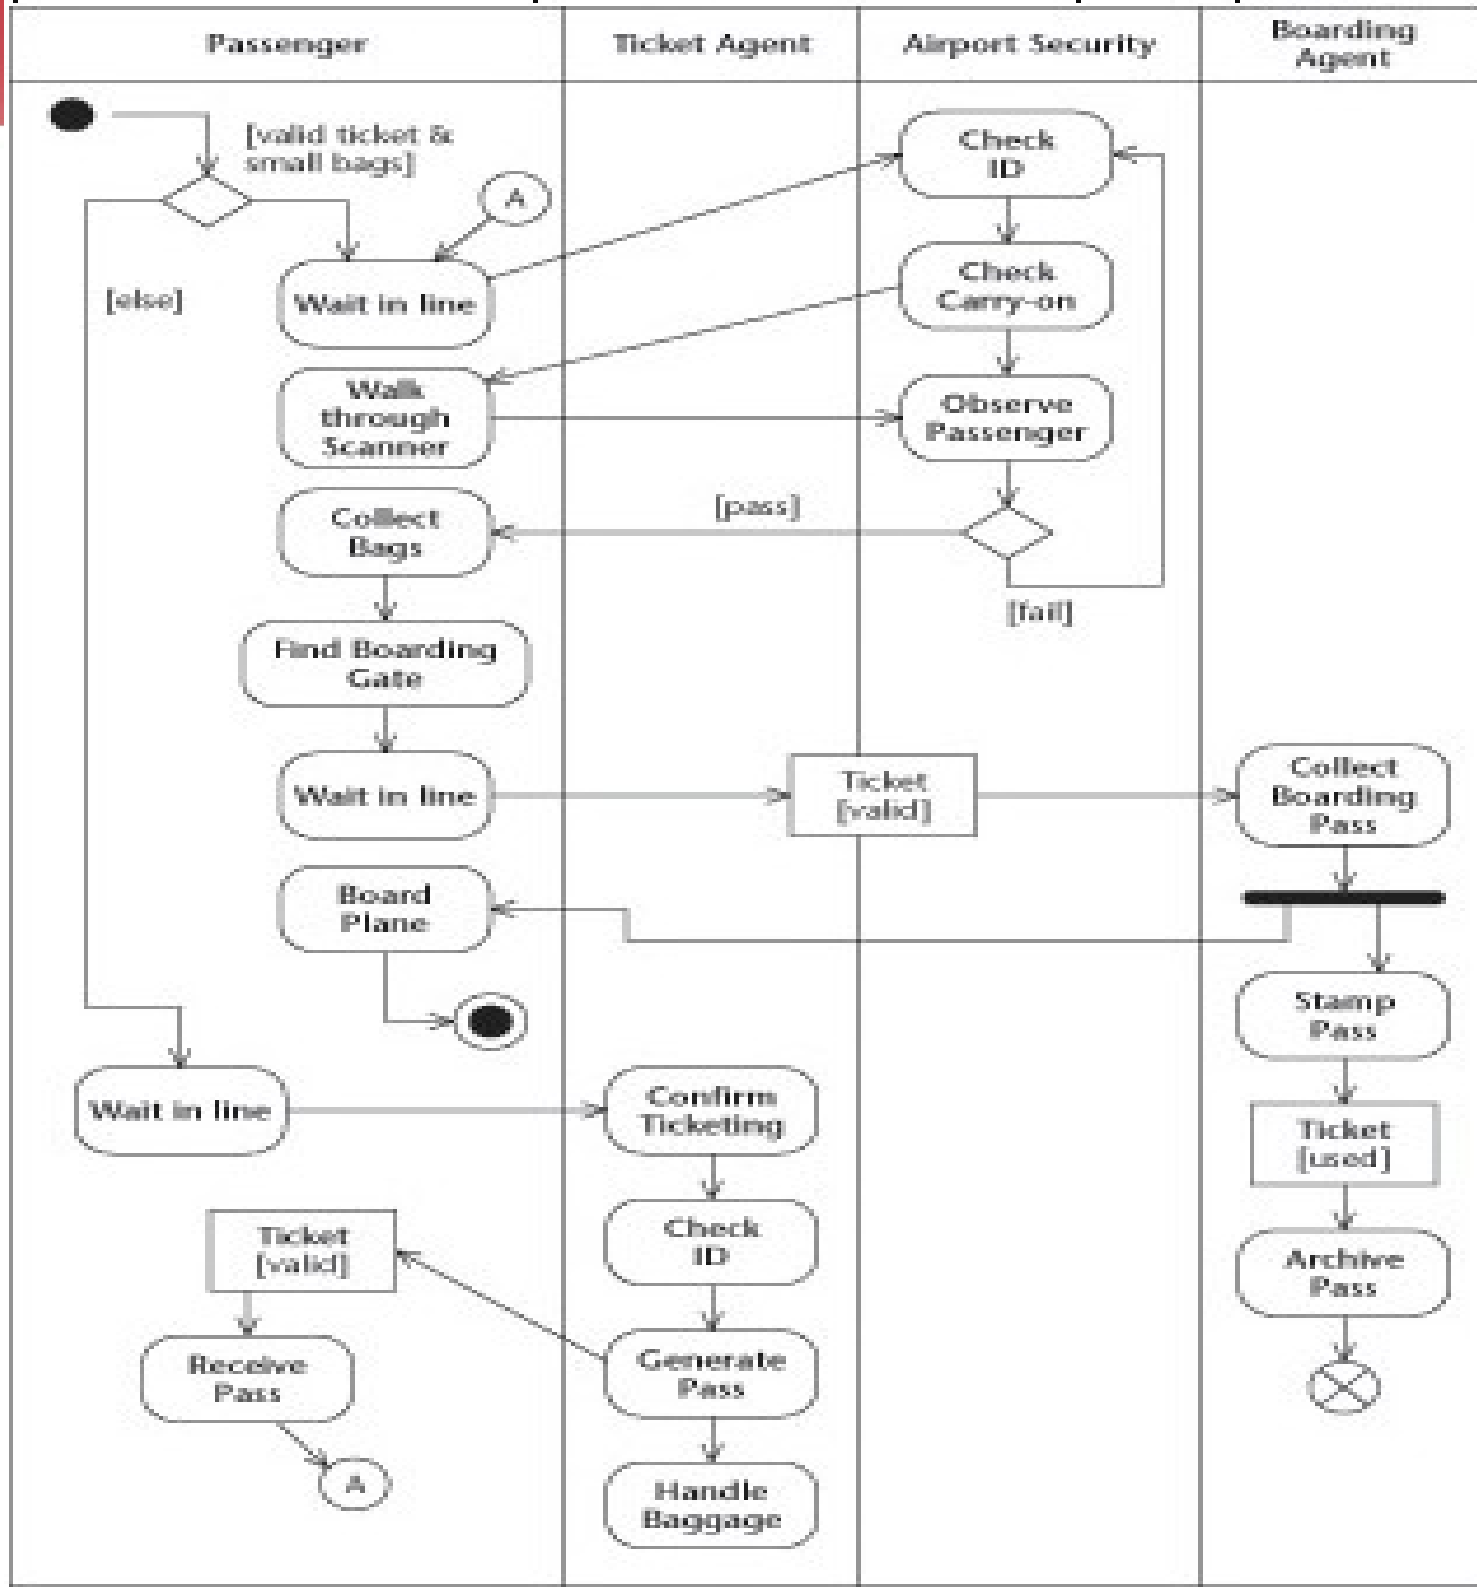 Passenger
Ticket Agent
Airport Security
Boarding
Agent
[valid ticket &
small bags]
A
Check
ID
[else]
Wait in line
Check
Carry-on
Walk
through
Scanner
Observe
Passenger
Collect
Bags
[pass]
[fail]
Find Boarding
Gate
Wait in line
Ticket
[valid]
Collect
Boarding
Pass
Board
Plane
Stamp
Pass
Wait in line
Confirm
Ticketing
Ticket
[used]
Ticket
[valid]
Check
ID
Archive
Pass
Receive
Pass
Generate
Pass
A
Handle
Baggage